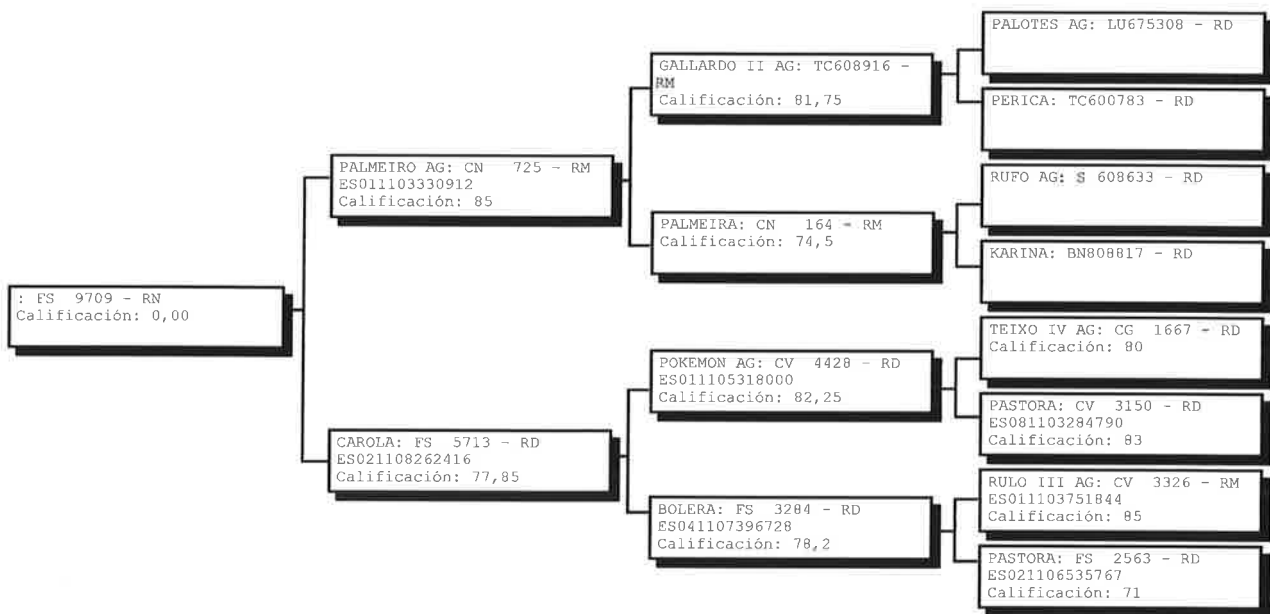 PALOTES AG: LU675308 - RD
GALLARDO II AG: TC608916 -
RM
Calificación: 81,75
PERICA: TC600783 - RD
PALMEIRO AG: CN 725 - RM
ES011103330912
Calificación: 85
RUFO AG: S 608633 - RD
PALMEIRA: CN 164 - RM
Calificación: 74,5
KARINA: BN808817 - RD
: FS 9709 - RN
Calificación: 0,00
TEIXO IV AG: CG 1667 - RD
Calificación: 80
POKEMON AG: CV 4428 - RD
ES011105318000
Calificación: 82,25
PASTORA: CV 3150 - RD
ES081103284790
Calificación: 83
CAROLA: FS 5713 - RD
ES021108262416
Calificación: 77,85
RULO III AG: CV 3326 - RM
ES011103751844
Calificación: 85
BOLERA: FS 3284 - RD
ES041107396728
Calificación: 78,2
PASTORA: FS 2563 - RD
ES021106535767
Calificación: 71